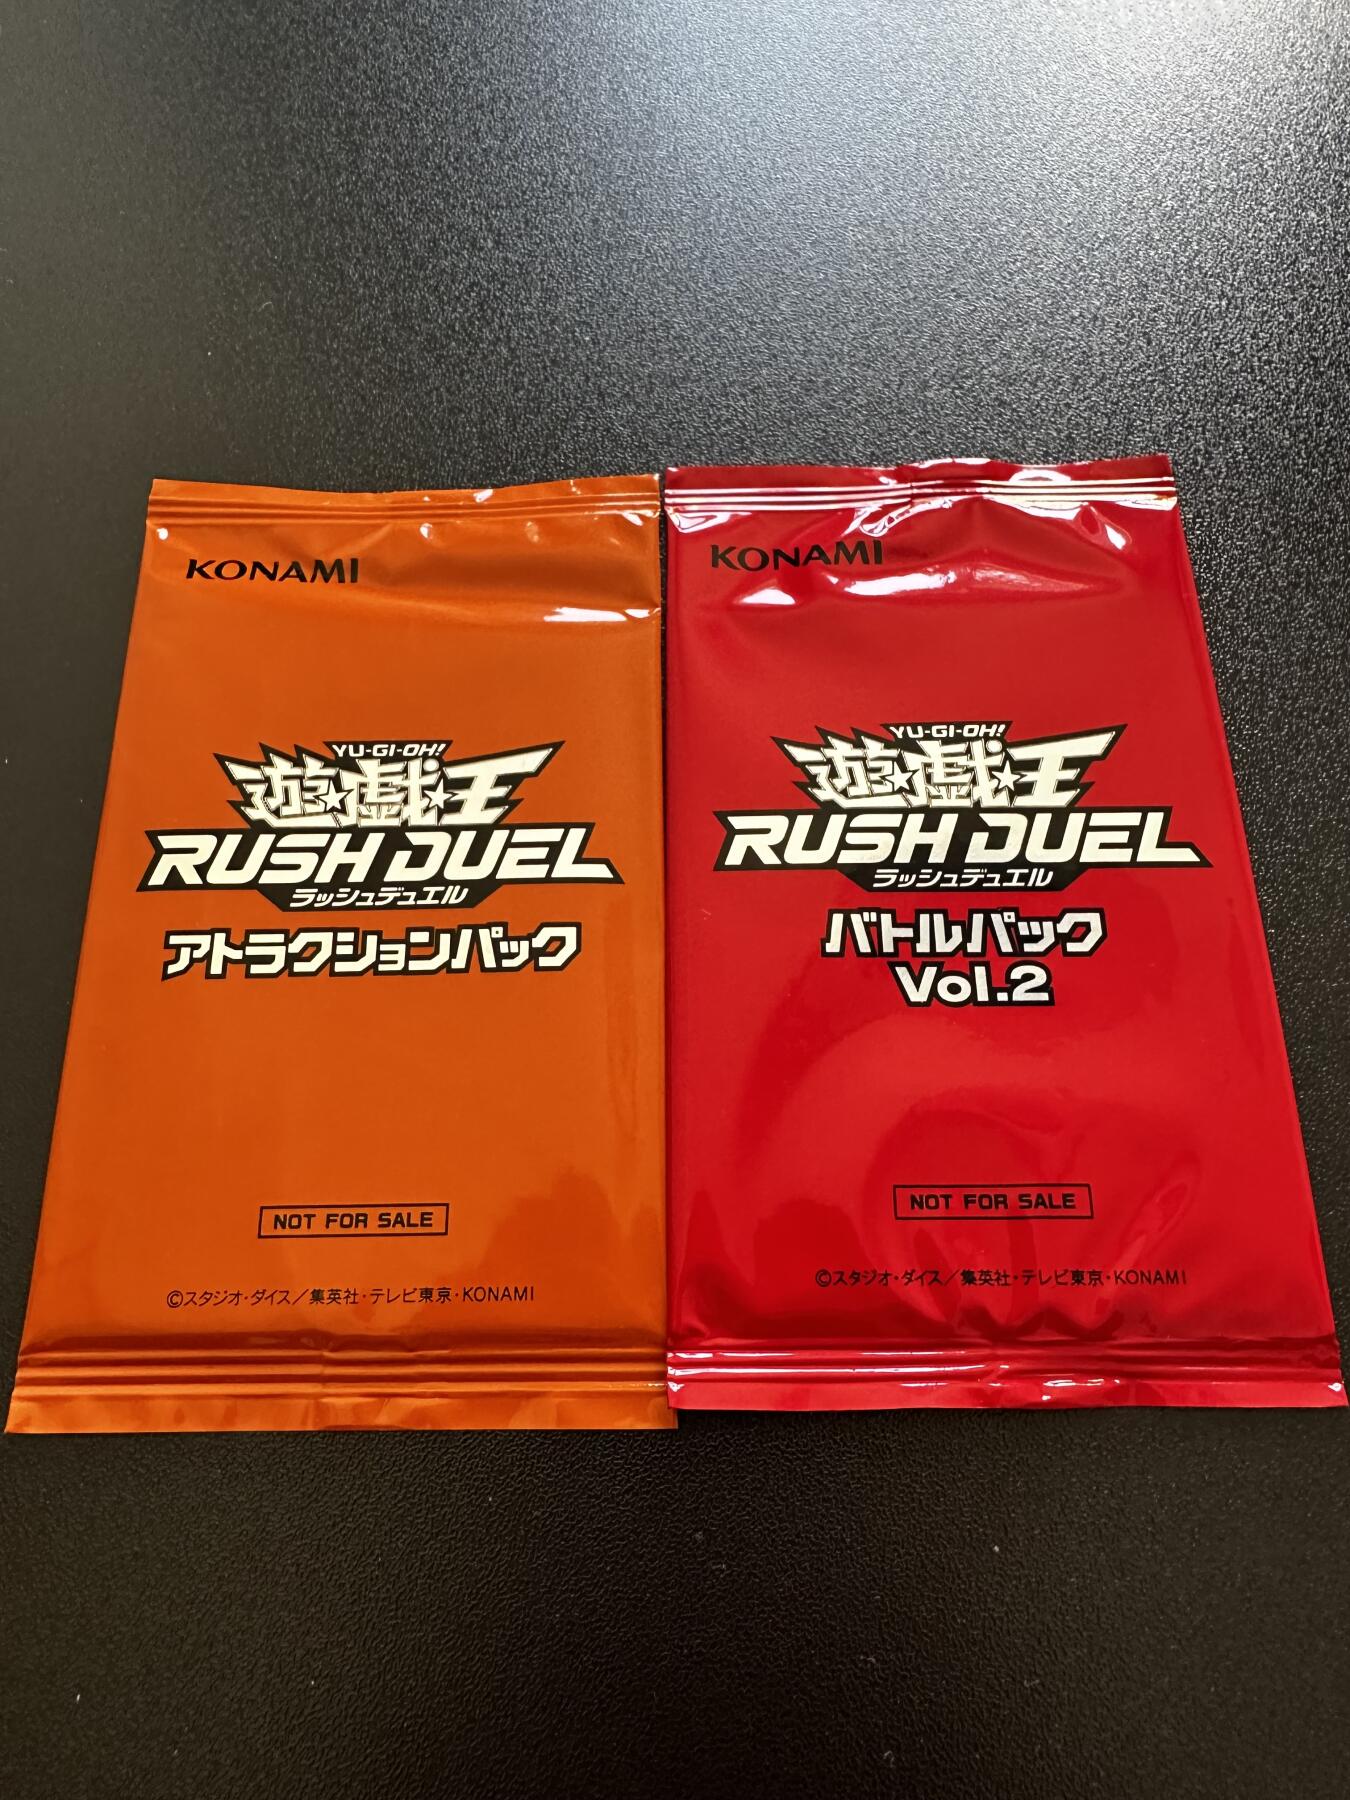 KONAMI
YU-GI-OH!
遊☆戯☆王
RUSH DUEL
ラッシュデュエル
アトラクションパック
NOT FOR SALE
©スタジオ・ダイス／集英社・テレビ東京・KONAMI
KONAMI
YU-GI-OH!
遊☆戯☆王
RUSH DUEL
ラッシュデュエル
バトルパック
Vol.2
NOT FOR SALE
©スタジオ・ダイス／集英社・テレビ東京・KONAMI